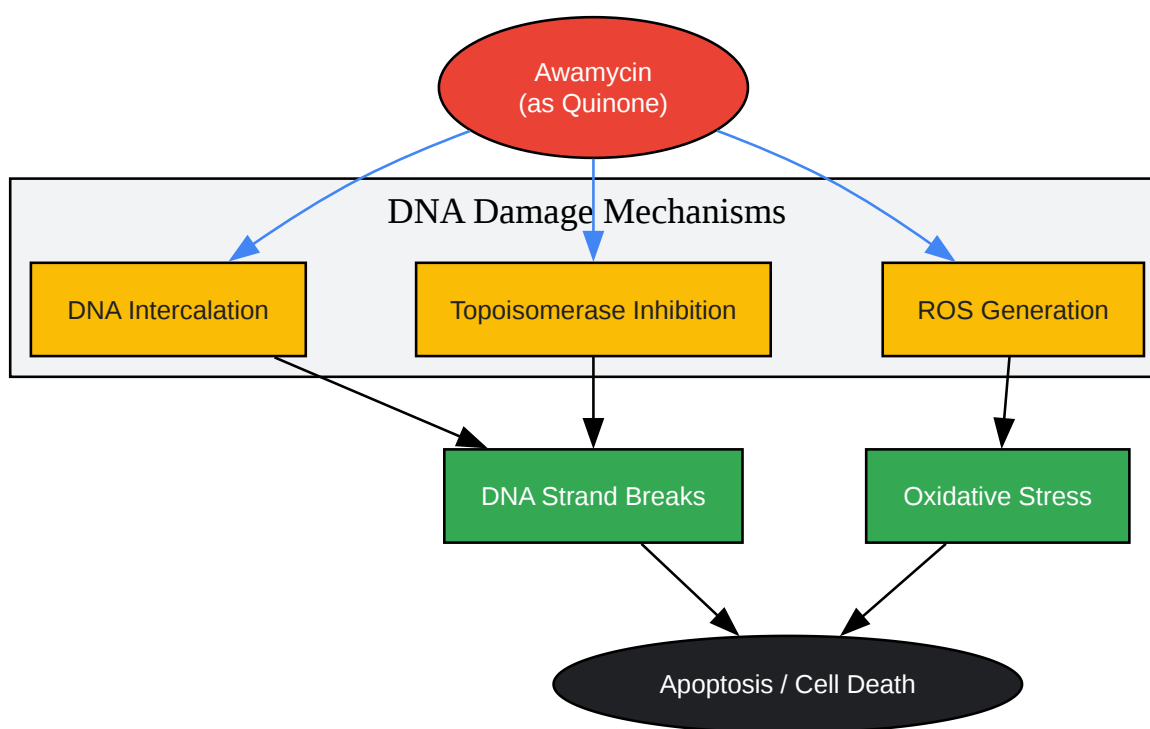 Awamycin
(as Quinone)
DNA Damage Mechanisms
DNA Intercalation
Topoisomerase Inhibition
ROS Generation
DNA Strand Breaks
Oxidative Stress
Apoptosis / Cell Death